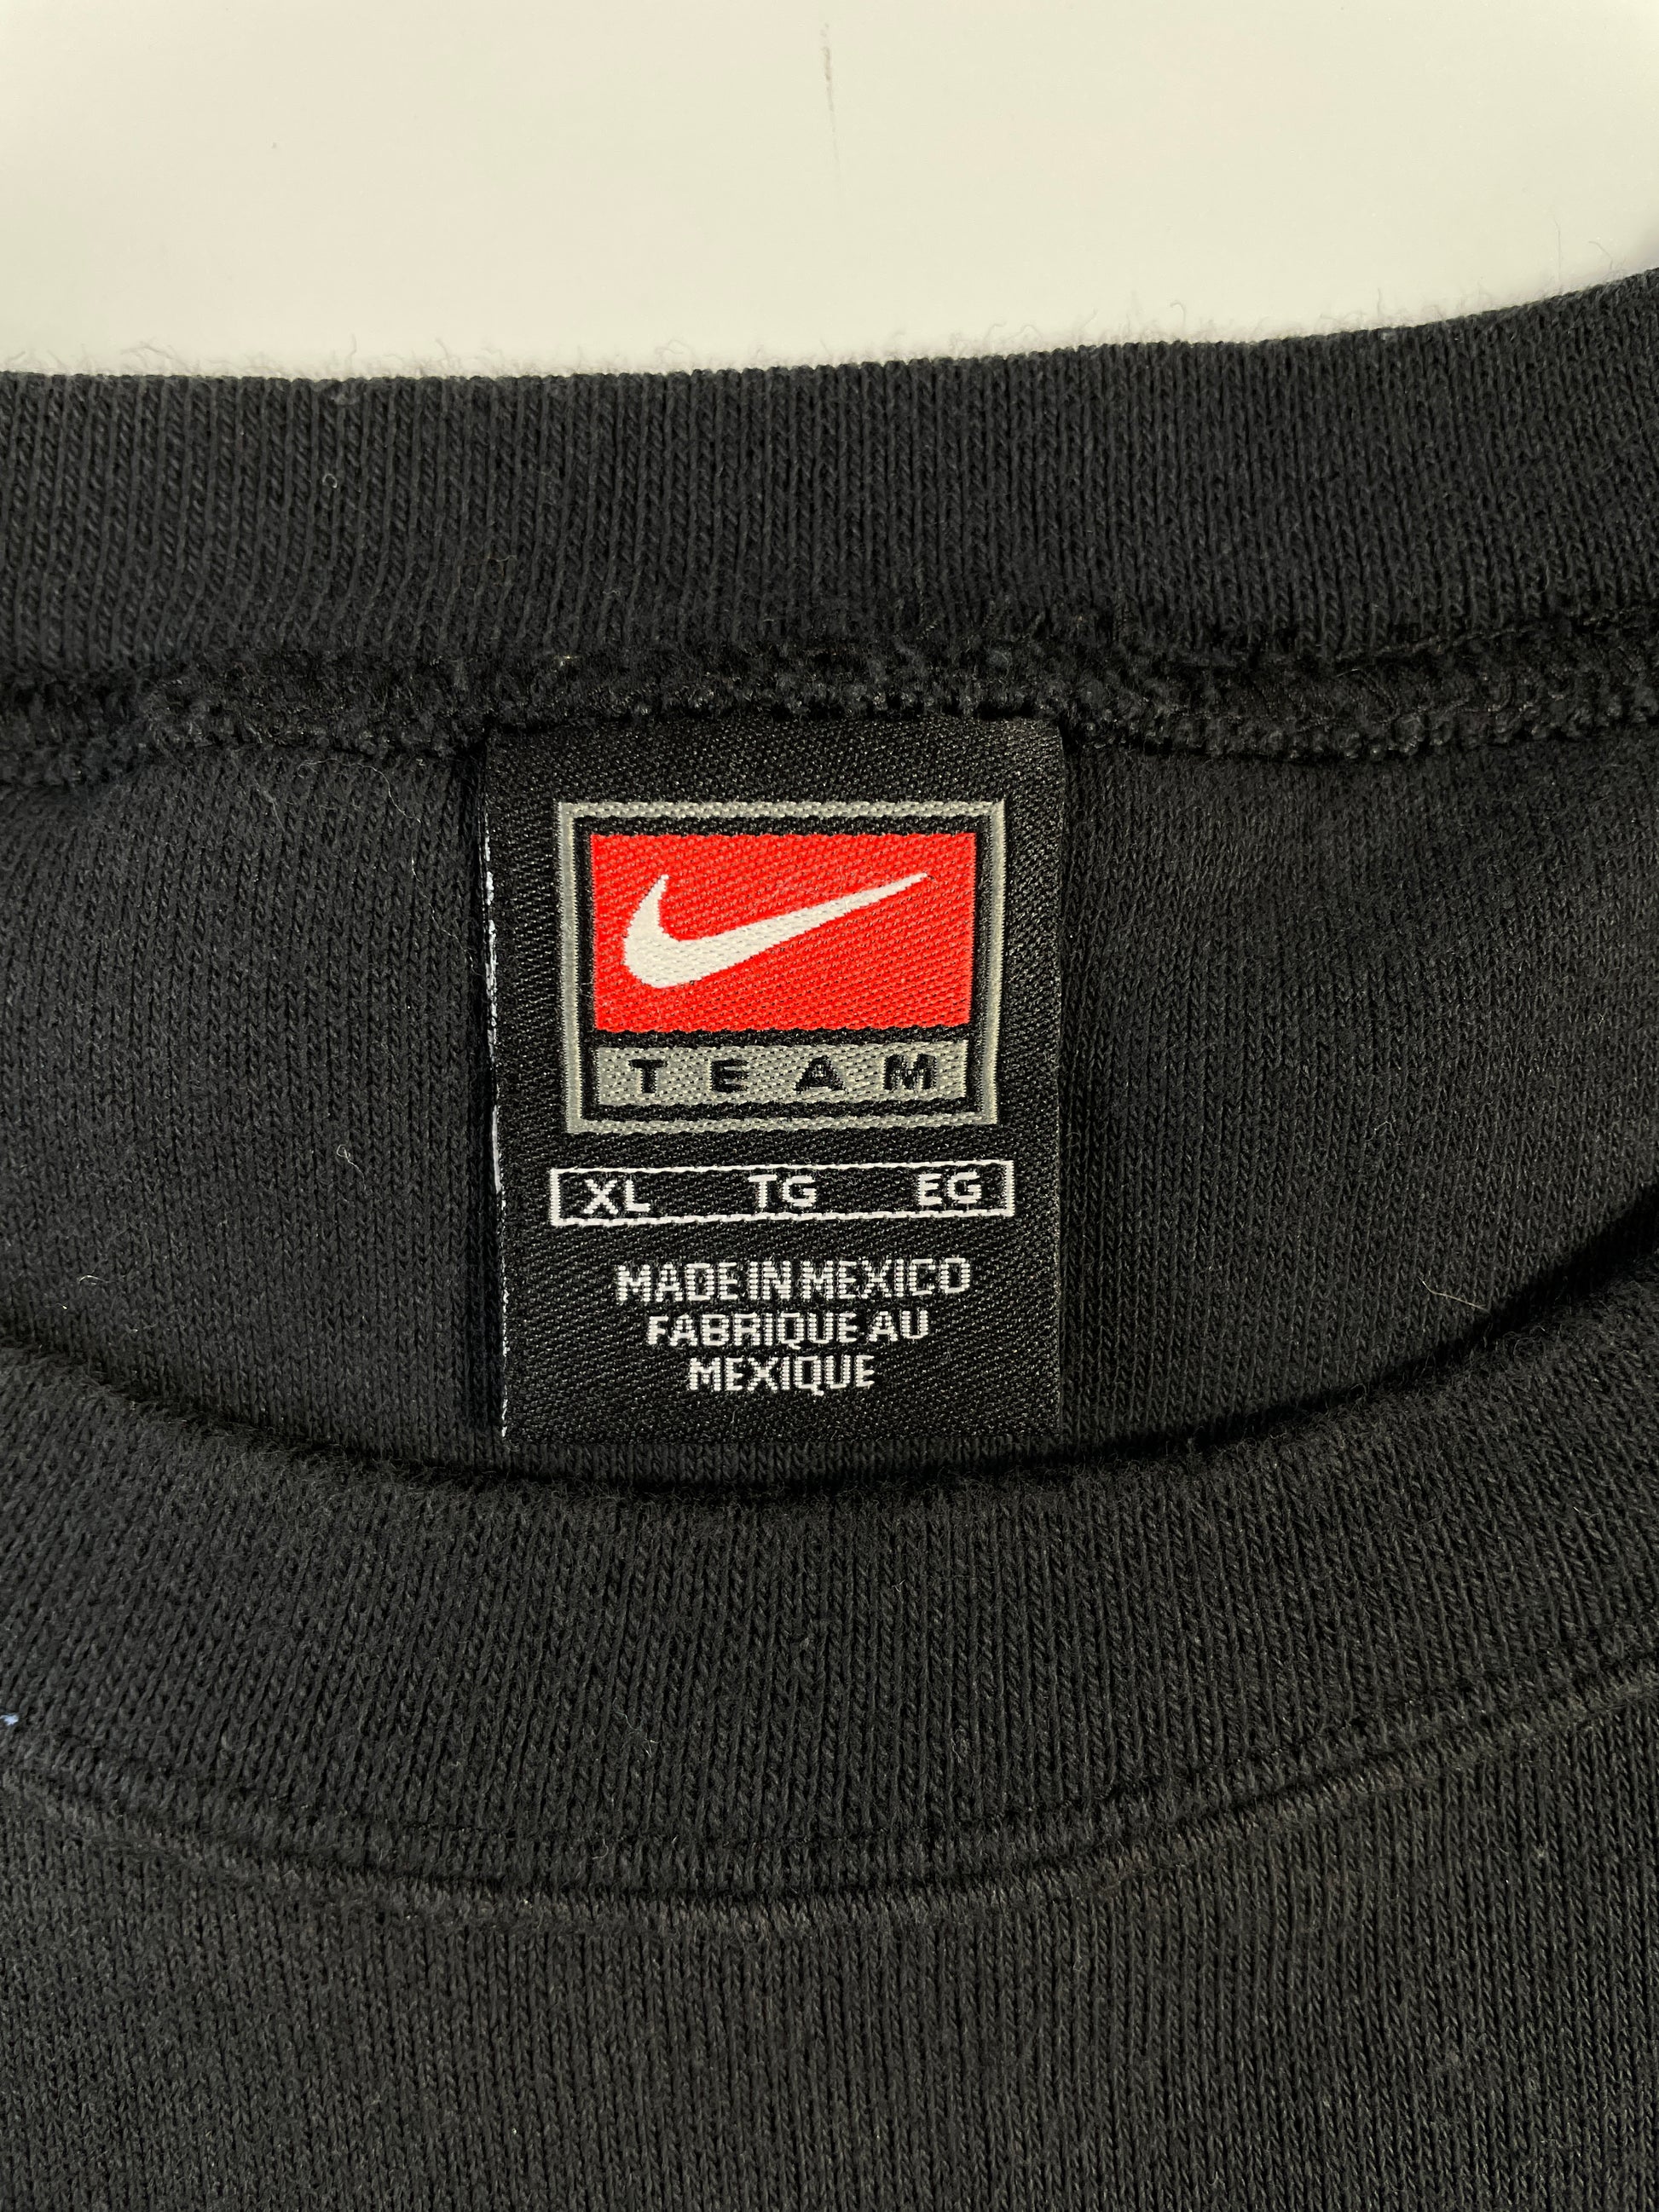 TEAM
XL TG EG
MADE IN MEXICO
FABRIQUE AU
MEXIQUE